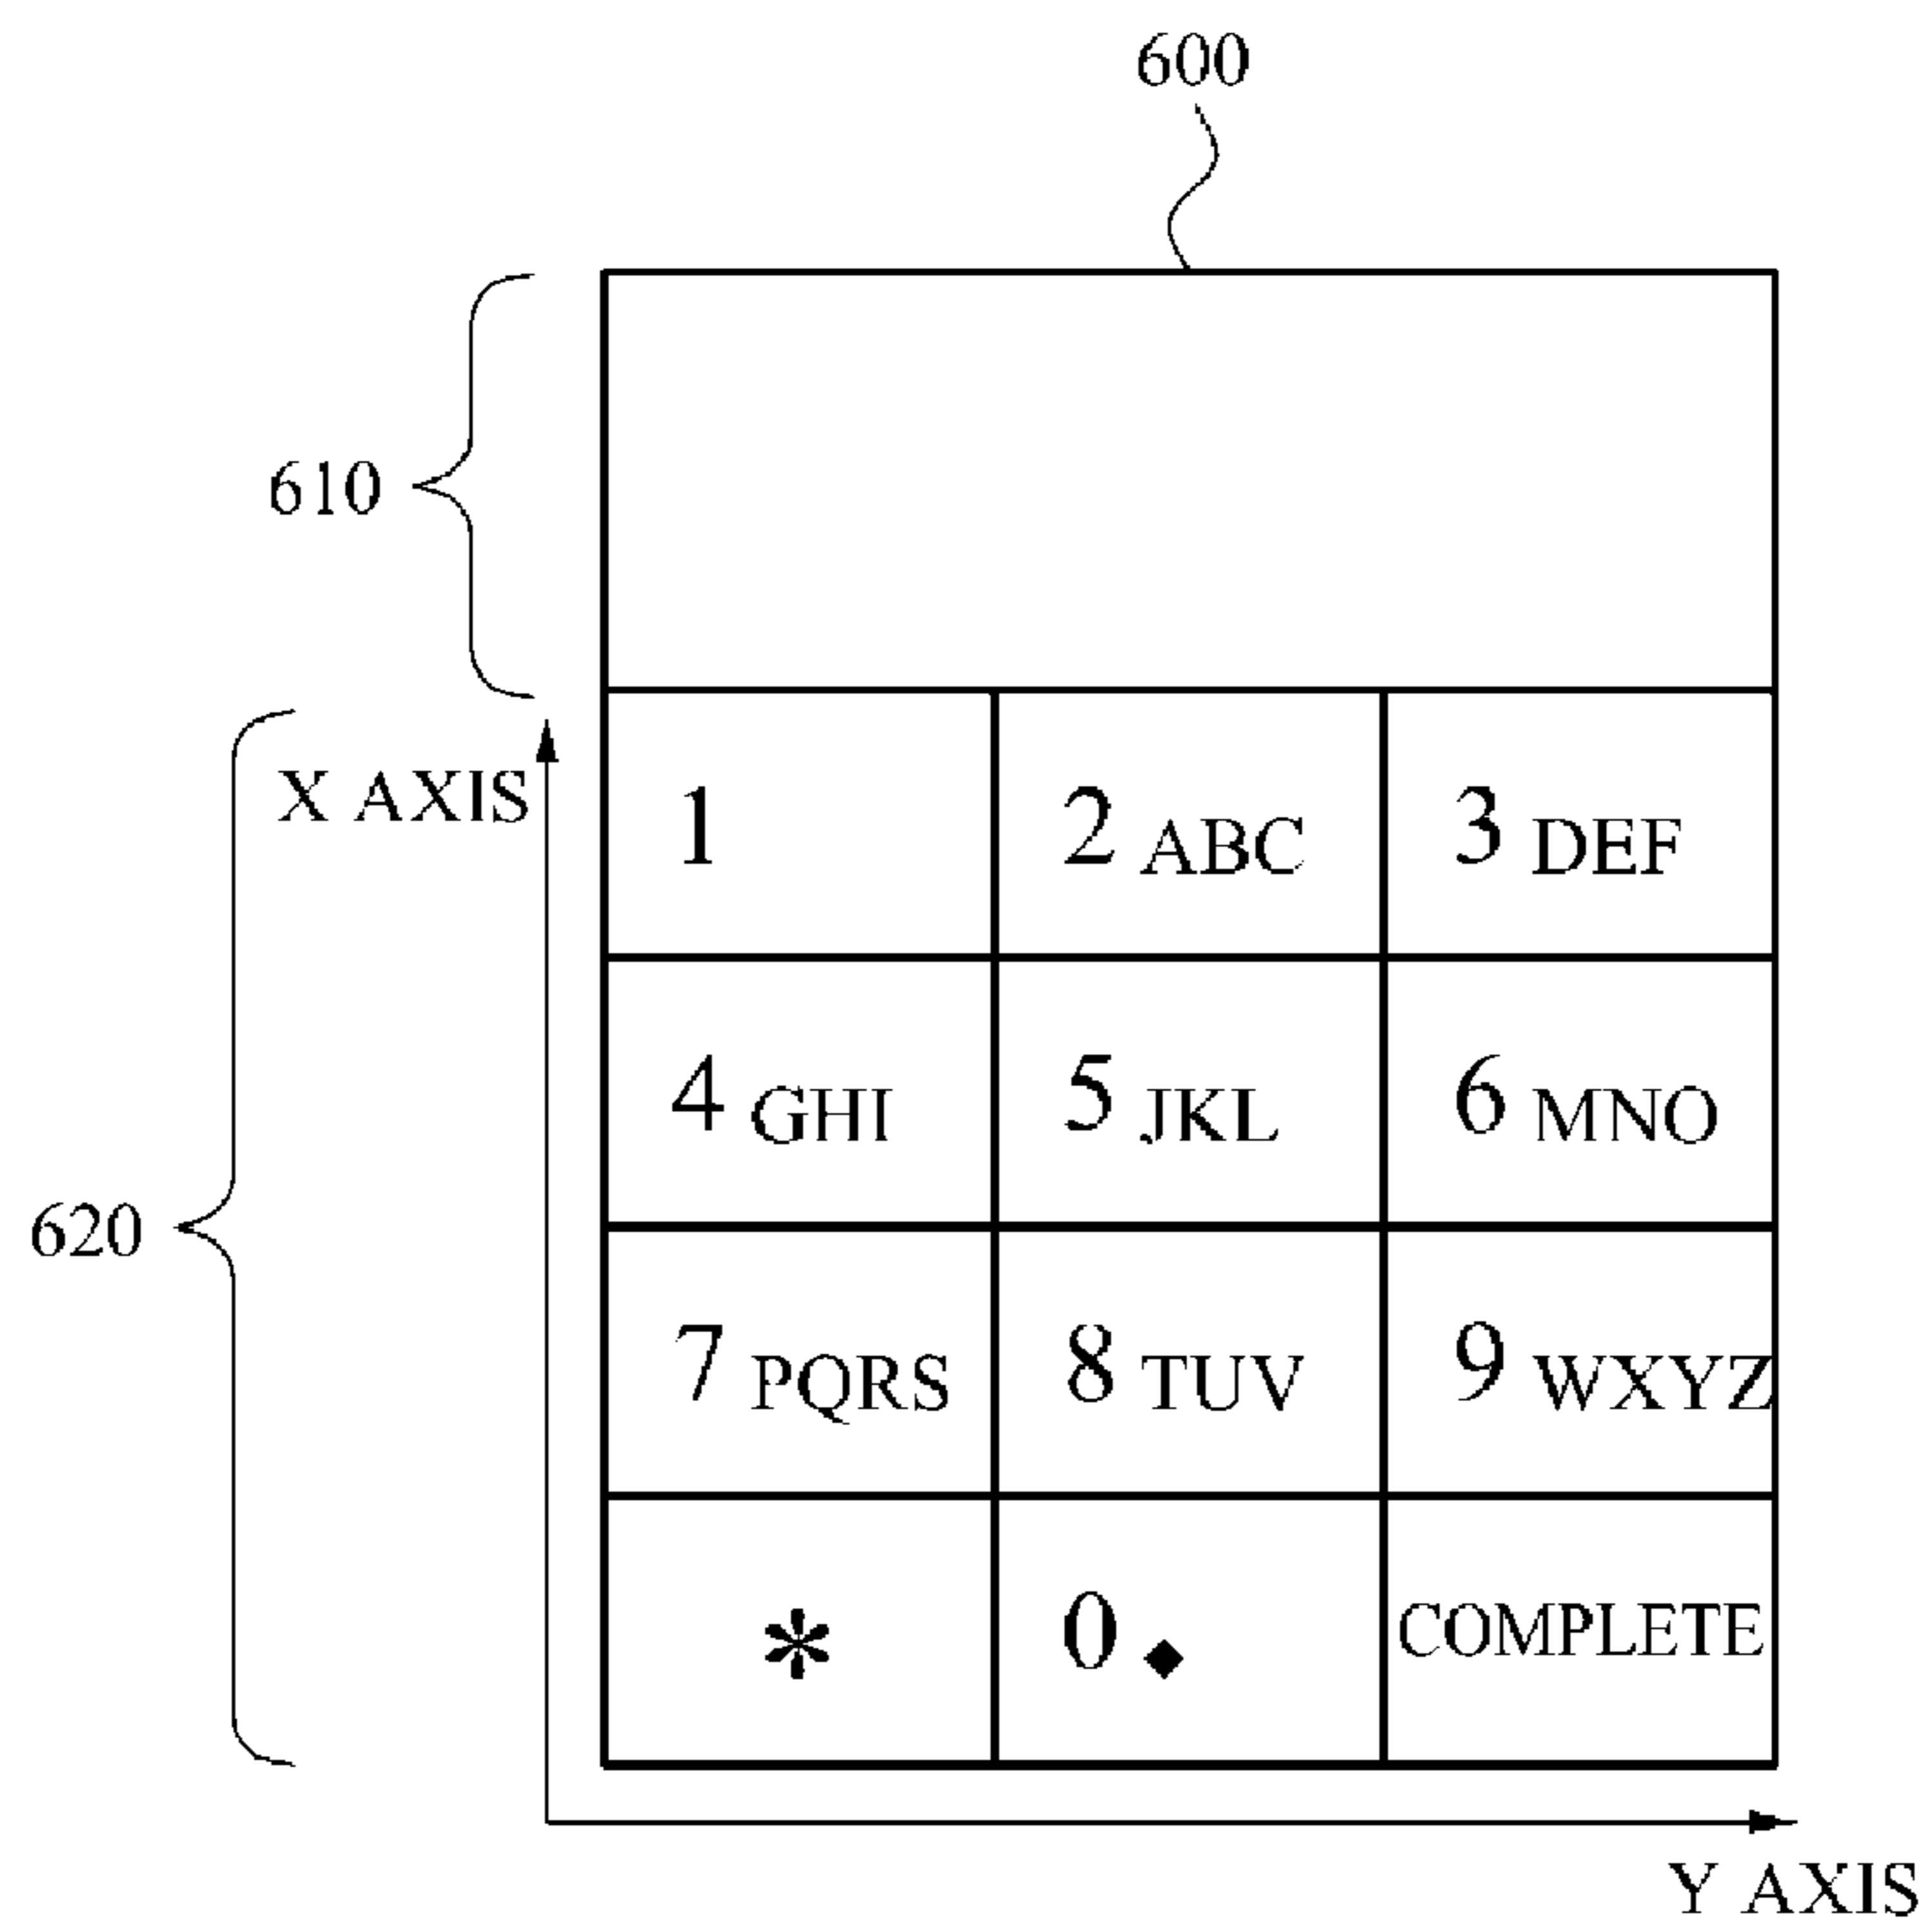 600
610
X AXIS
1
2 ABC
3 DEF
4 GHI
5 JKL
6 MNO
620
7 PQRS
8 TUV
9 WXYZ
*
0 ◆
COMPLETE
Y AXIS